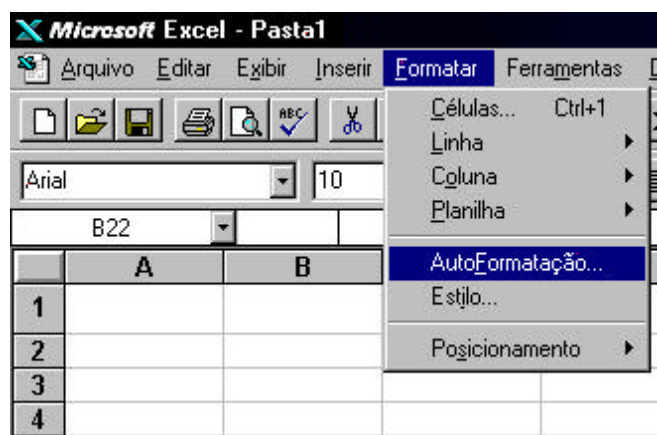 Microsoft Excel - Pasta1
Arquivo Editar Exibir Inserir Formatar Ferramentas
ABC
Células... Ctrl+1
Linha
Coluna
Planilha
AutoFormatação...
Estilo...
Posicionamento
Arial 10
B22
A B
1
2
3
4